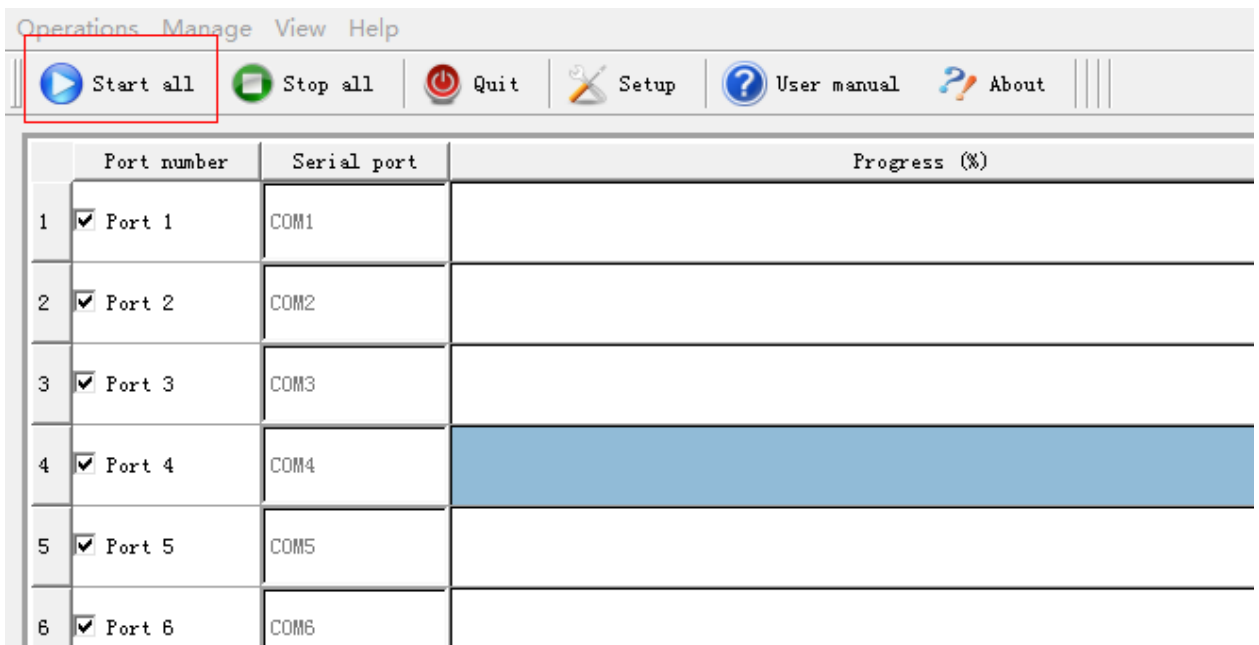 Operations Manage View Help
Start all Stop all Quit Setup User manual About
Port number Serial port Progress (%)
1 Port 1 COM1
2 Port 2 COM2
3 Port 3 COM3
4 Port 4 COM4
5 Port 5 COM5
6 Port 6 COM6